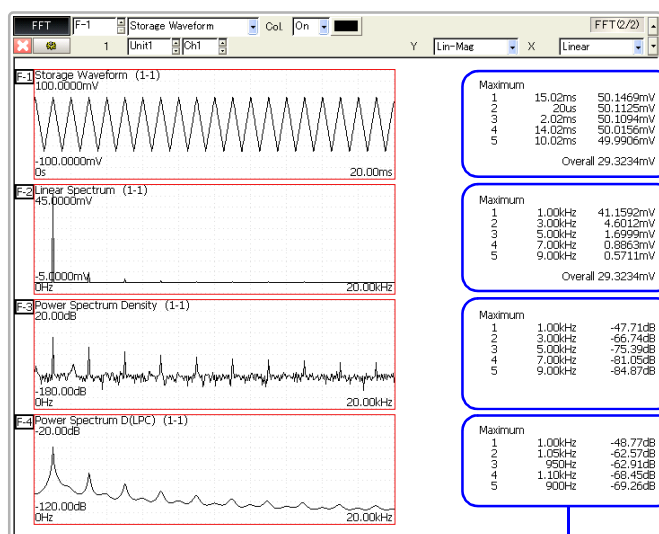 FFT F-1 Storage Waveform Col. On FFT(2/2)
1 Unit1 Ch1 Y Lin-Mag X Linear
F-1 Storage Waveform (1-1)
100.0000mV
-100.0000mV
0s 20.00ms
Maximum
1 15.02ms 50.1469mV
2 20us 50.1125mV
3 2.02ms 50.1094mV
4 14.02ms 50.0156mV
5 10.02ms 49.9906mV
Overall 29.3234mV
F-2 Linear Spectrum (1-1)
45.0000mV
-5.0000mV
0Hz 20.00kHz
Maximum
1 1.00kHz 41.1592mV
2 3.00kHz 4.6012mV
3 5.00kHz 1.6999mV
4 7.00kHz 0.8863mV
5 9.00kHz 0.5711mV
Overall 29.3234mV
F-3 Power Spectrum Density (1-1)
20.00dB
-180.00dB
0Hz 20.00kHz
Maximum
1 1.00kHz -47.71dB
2 3.00kHz -66.74dB
3 5.00kHz -75.39dB
4 7.00kHz -81.05dB
5 9.00kHz -84.87dB
F-4 Power Spectrum D(LPC) (1-1)
-20.00dB
-120.00dB
0Hz 20.00kHz
Maximum
1 1.00kHz -48.77dB
2 1.05kHz -62.57dB
3 950Hz -62.91dB
4 1.10kHz -68.45dB
5 900Hz -69.26dB